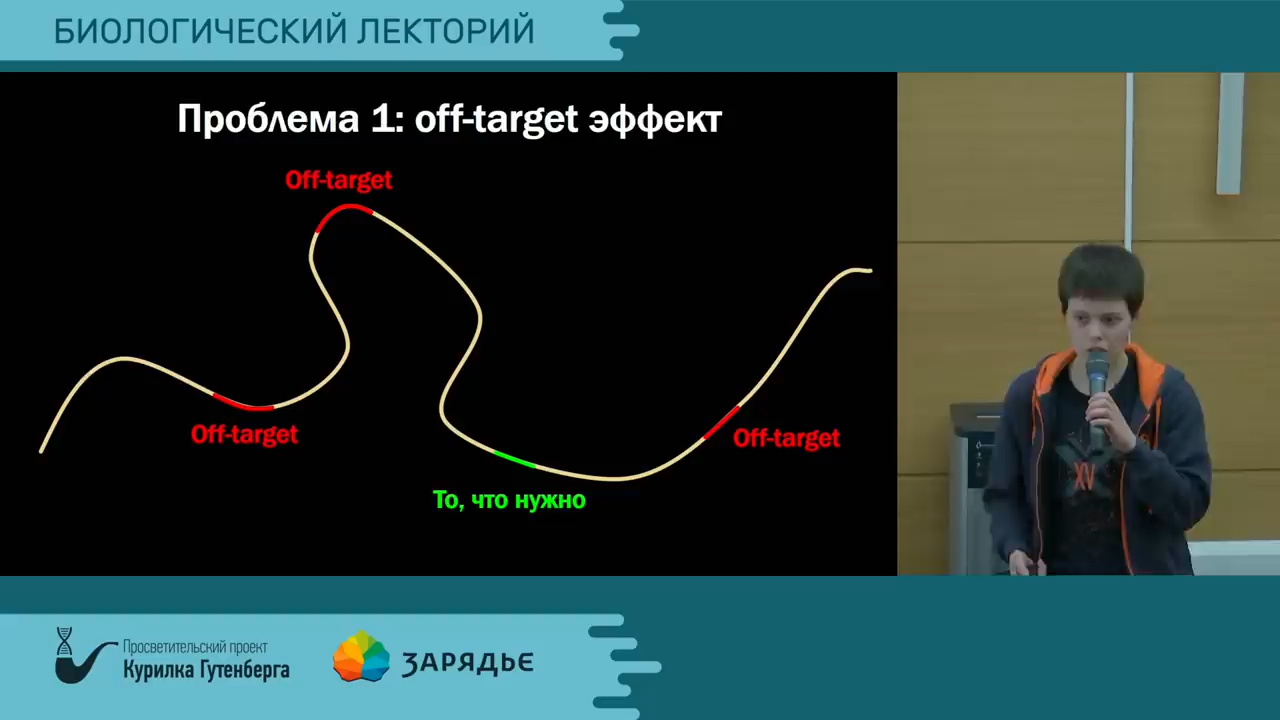 БИОЛОГИЧЕСКИЙ ЛЕКТОРИЙ
Проблема 1: off-target эффект
Off-target
Off-target
Off-target
То, что нужно
XV
Просветительский проект
Курилка Гутенберга
ЗАРЯДЬЕ